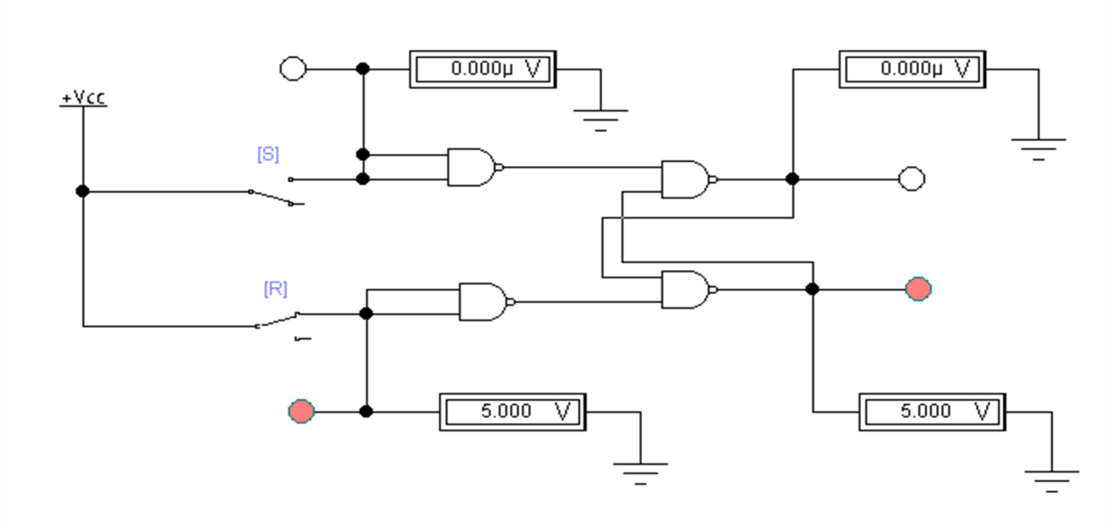 0.000µ V
0.000µ V
+Vcc
[S]
[R]
5.000 V
5.000 V